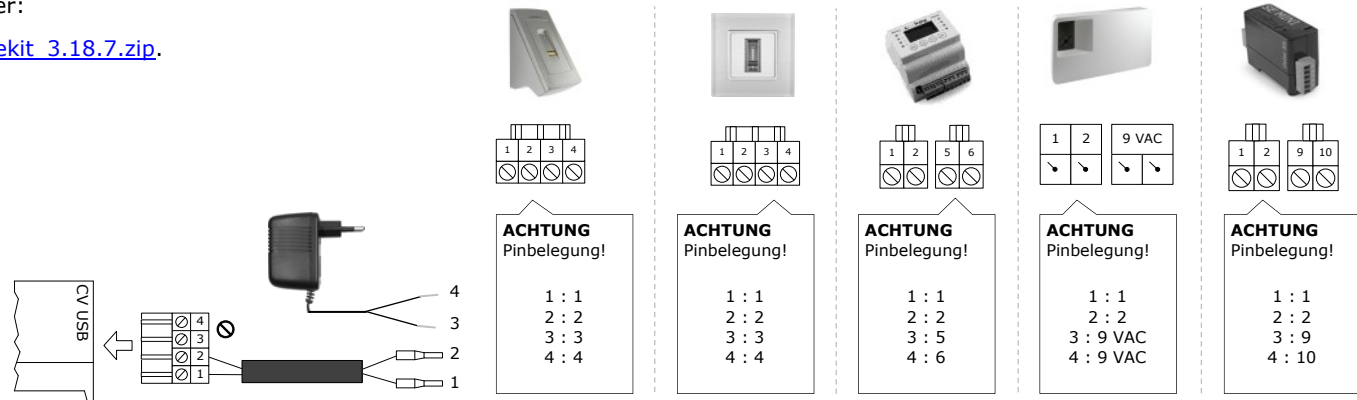 er:
ekit_3.18.7.zip.
CV USB
4
3
2
1
4
3
2
1
1 2 3 4
ACHTUNG
Pinbelegung!
1 : 1
2 : 2
3 : 3
4 : 4
1 2 3 4
ACHTUNG
Pinbelegung!
1 : 1
2 : 2
3 : 3
4 : 4
1 2 5 6
ACHTUNG
Pinbelegung!
1 : 1
2 : 2
3 : 5
4 : 6
1 2 9 VAC
ACHTUNG
Pinbelegung!
1 : 1
2 : 2
3 : 9 VAC
4 : 9 VAC
1 2 9 10
ACHTUNG
Pinbelegung!
1 : 1
2 : 2
3 : 9
4 : 10